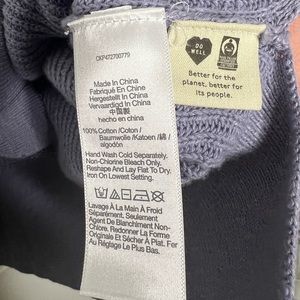 CKP472700779
Made in China
Fabriqué En Chine
Hergestellt In China
Vervaardigd In China
中国製
hecho en china
100% Cotton /Coton /
Baumwolle /Katoen / 綿 /
algodón
Hand Wash Cold Separately.
Non-Chlorine Bleach Only.
Reshape And Lay Flat To Dry.
Iron On Lowest Setting.
Lavage À La Main À Froid
Séparément. Seulement
Agent De Blanchiment Non-
Chloré. Redonner La Forme
Original Et Sécher À Plat. Fer
Au Réglage Le Plus Froid.
DO
WELL
Better for the
planet, better for
its people.